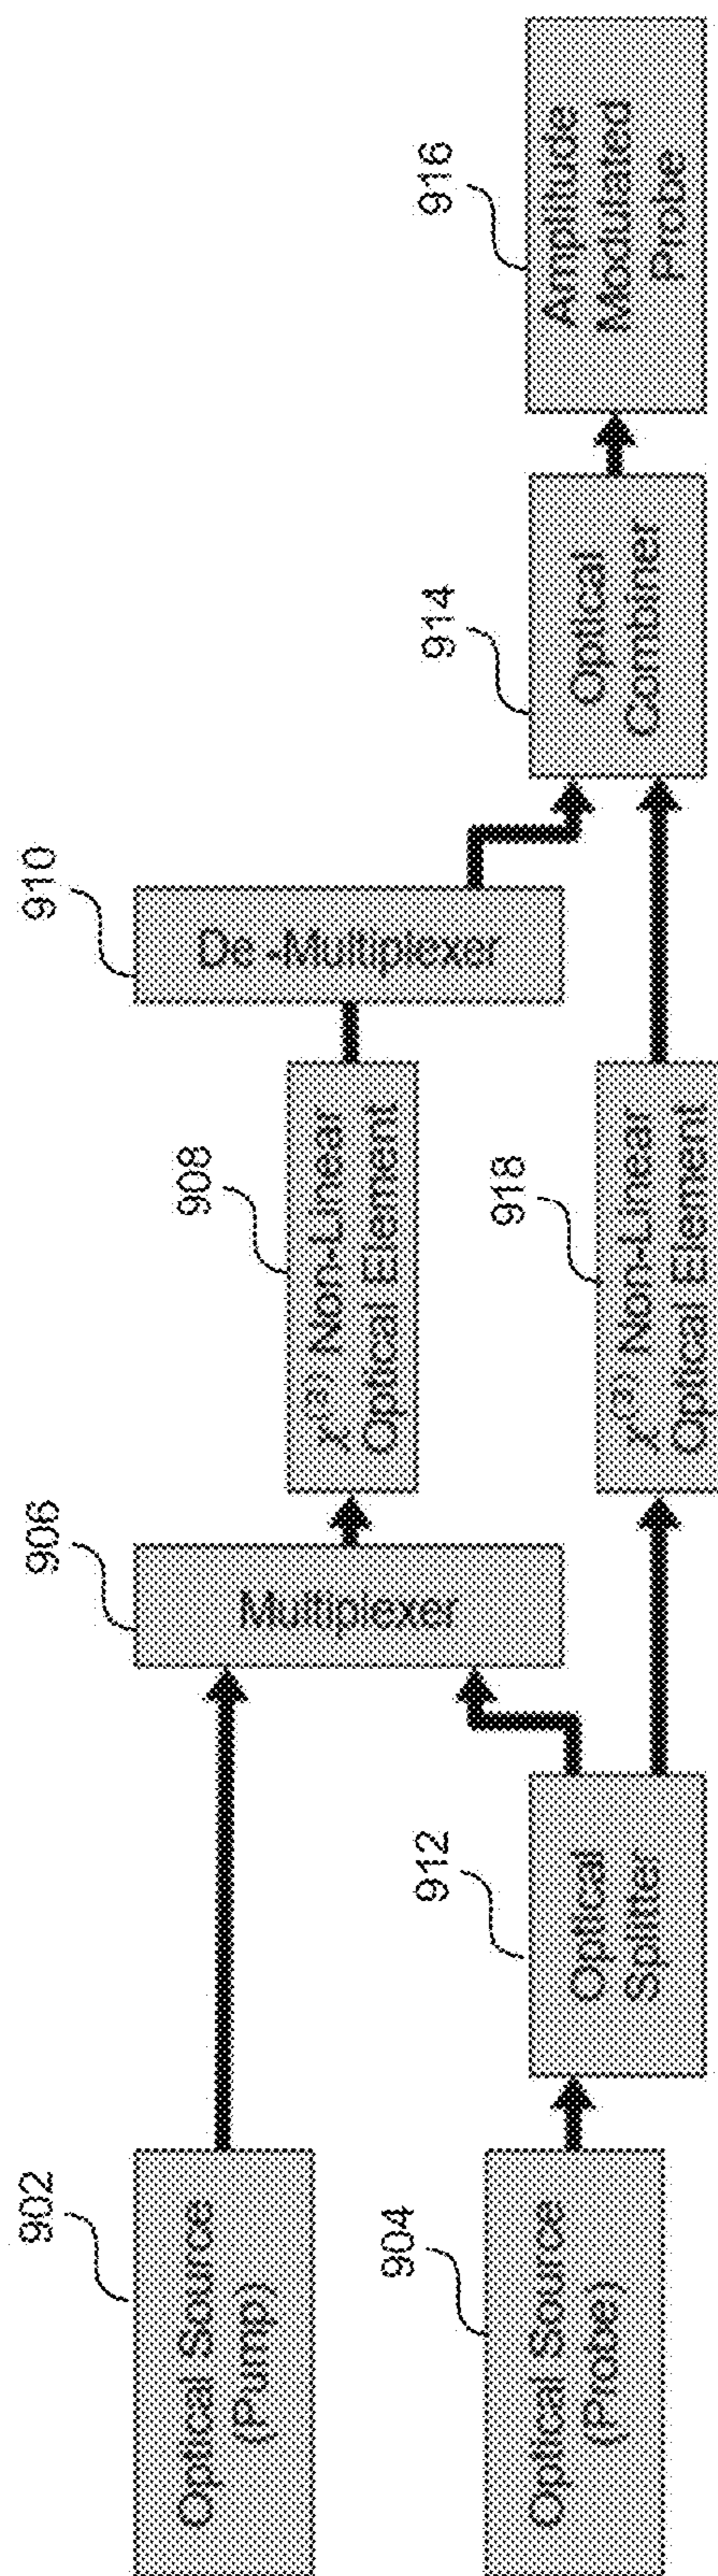 902
Optical Source
(Pump)
904
Optical Source
(Probe)
912
Optical
Splitter
906
Multiplexer
908
χ⁽³⁾ Non-Linear
Optical Element
918
χ⁽³⁾ Non-Linear
Optical Element
910
De -Multiplexer
914
Optical
Combiner
916
Amplitude
Modulated
Probe